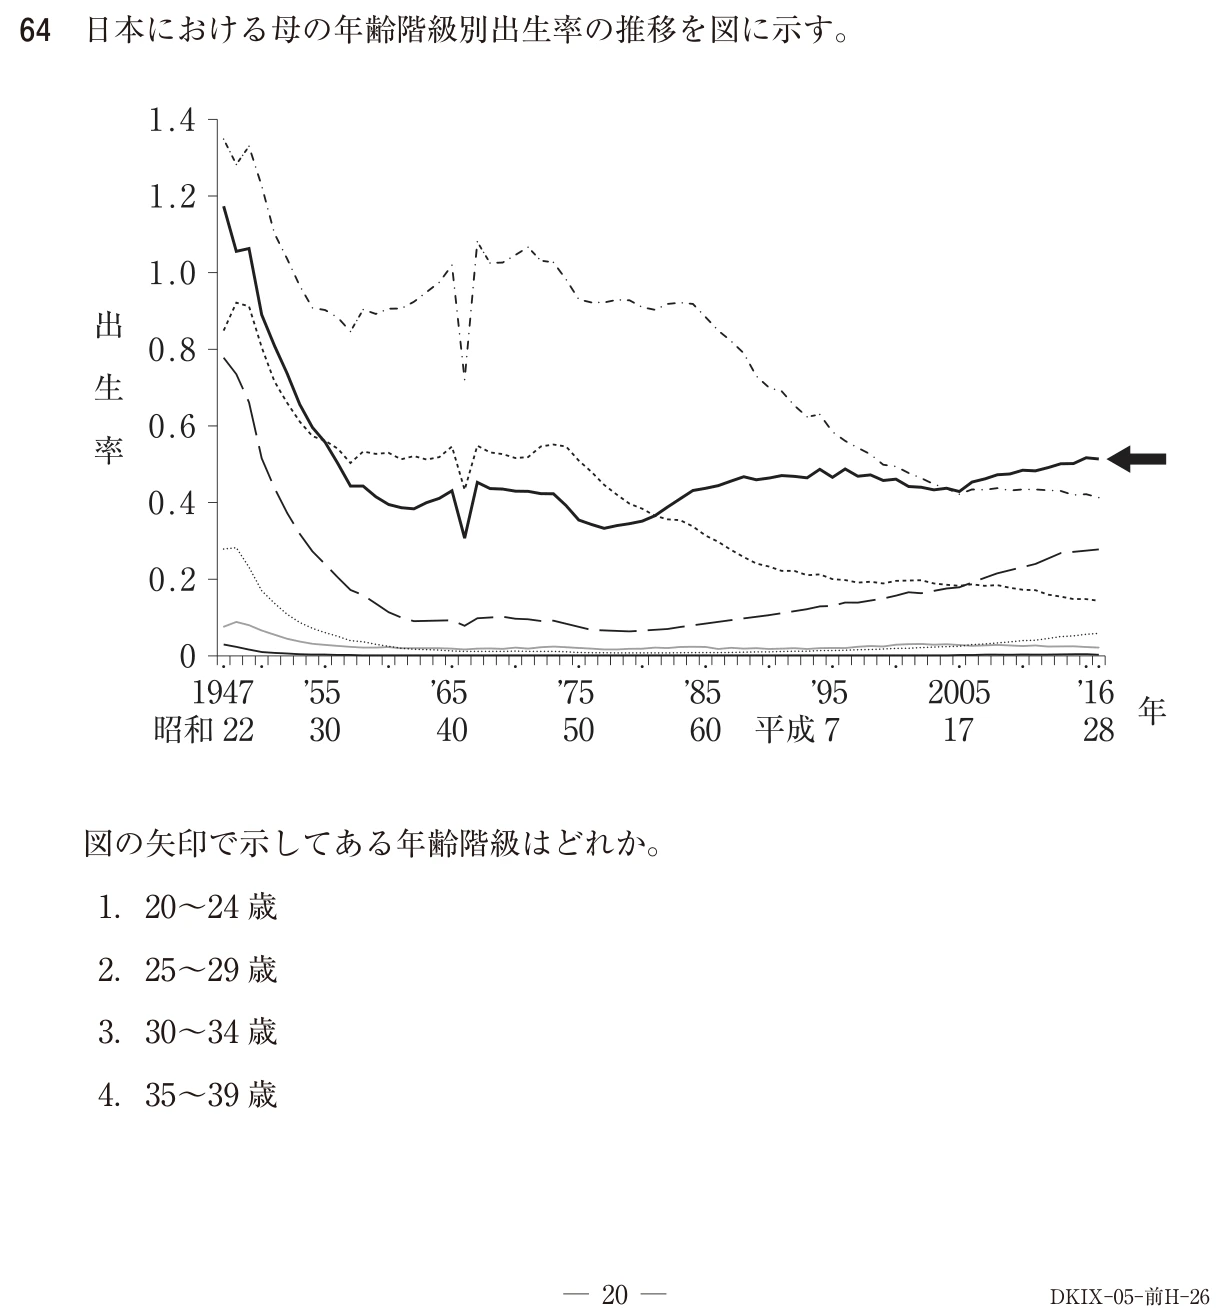 64 日本における母の年齢階級別出生率の推移を図に示す。
1.4
1.2
1.0
0.8
0.6
0.4
0.2
0
出生率
1947 ’55 ’65 ’75 ’85 ’95 2005 ’16 年
昭和 22 30 40 50 60 平成 7 17 28
図の矢印で示してある年齢階級はどれか。
1. 20〜24 歳
2. 25〜29 歳
3. 30〜34 歳
4. 35〜39 歳
— 20 —
DKIX-05-前H-26